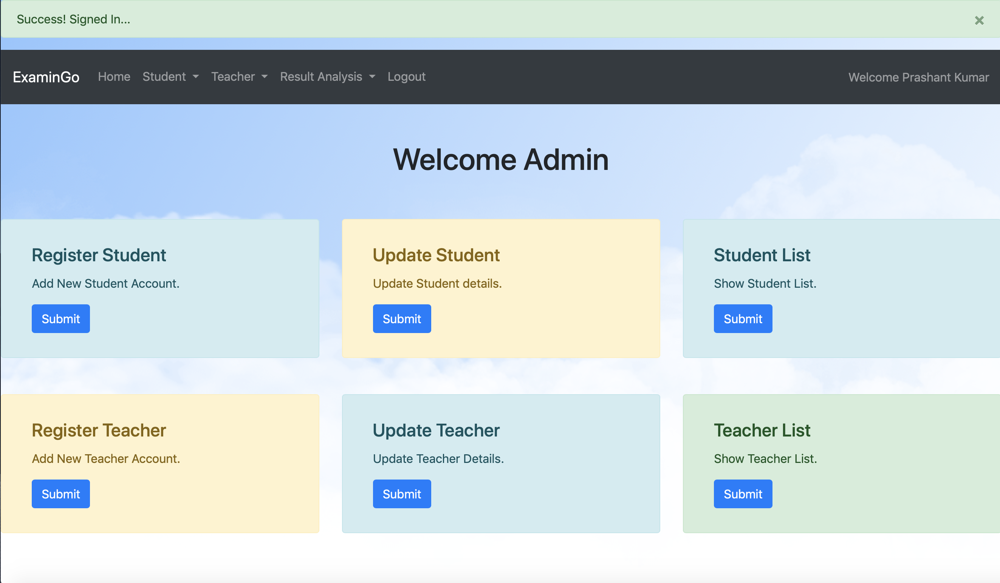 Success! Signed In...
×
ExaminGo Home Student Teacher Result Analysis Logout Welcome Prashant Kumar
Welcome Admin
Register Student
Add New Student Account.
Submit
Update Student
Update Student details.
Submit
Student List
Show Student List.
Submit
Register Teacher
Add New Teacher Account.
Submit
Update Teacher
Update Teacher Details.
Submit
Teacher List
Show Teacher List.
Submit